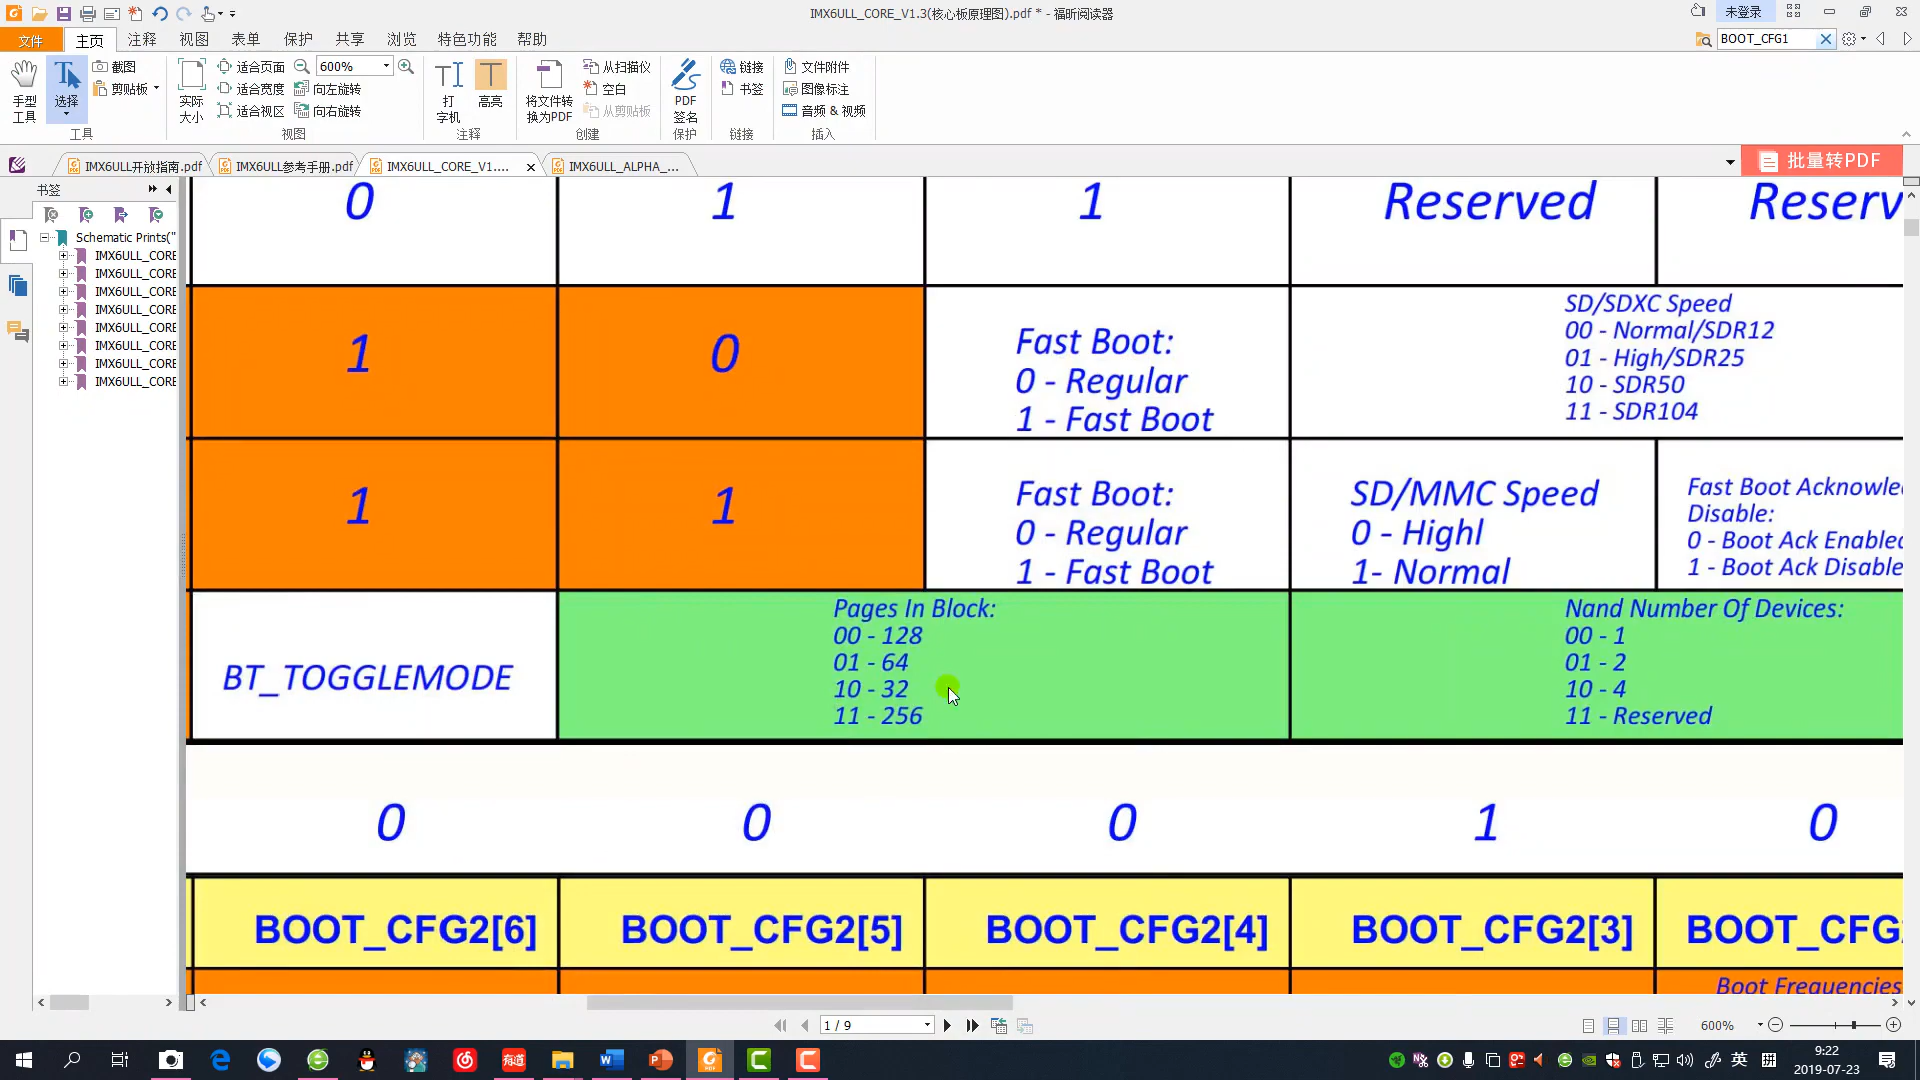 IMX6ULL_CORE_V1.3(核心板原理图).pdf * - 福昕阅读器
未登录
文件
主页
注释
视图
表单
保护
共享
浏览
特色功能
帮助
BOOT_CFG1
手型
工具
选择
截图
剪贴板
工具
实际
大小
适合页面
适合宽度
适合视区
600%
向左旋转
向右旋转
视图
打
字机
高亮
注释
将文件转
换为PDF
从扫描仪
空白
从剪贴板
创建
PDF
签名
保护
链接
书签
链接
文件附件
图像标注
音频 & 视频
插入
IMX6ULL开放指南.pdf
IMX6ULL参考手册.pdf
IMX6ULL_CORE_V1....
IMX6ULL_ALPHA_...
批量转PDF
书签
Schematic Prints("
IMX6ULL_CORE
IMX6ULL_CORE
IMX6ULL_CORE
IMX6ULL_CORE
IMX6ULL_CORE
IMX6ULL_CORE
IMX6ULL_CORE
IMX6ULL_CORE
0
1
1
Reserved
Reserv
1
0
Fast Boot:
0 - Regular
1 - Fast Boot
SD/SDXC Speed
00 - Normal/SDR12
01 - High/SDR25
10 - SDR50
11 - SDR104
1
1
Fast Boot:
0 - Regular
1 - Fast Boot
SD/MMC Speed
0 - Highl
1- Normal
Fast Boot Acknowle
Disable:
0 - Boot Ack Enable
1 - Boot Ack Disable
BT_TOGGLEMODE
Pages In Block:
00 - 128
01 - 64
10 - 32
11 - 256
Nand Number Of Devices:
00 - 1
01 - 2
10 - 4
11 - Reserved
0
0
0
1
0
BOOT_CFG2[6]
BOOT_CFG2[5]
BOOT_CFG2[4]
BOOT_CFG2[3]
BOOT_CFG
Boot Frequencies
1 / 9
600%
英
9:22
2019-07-23